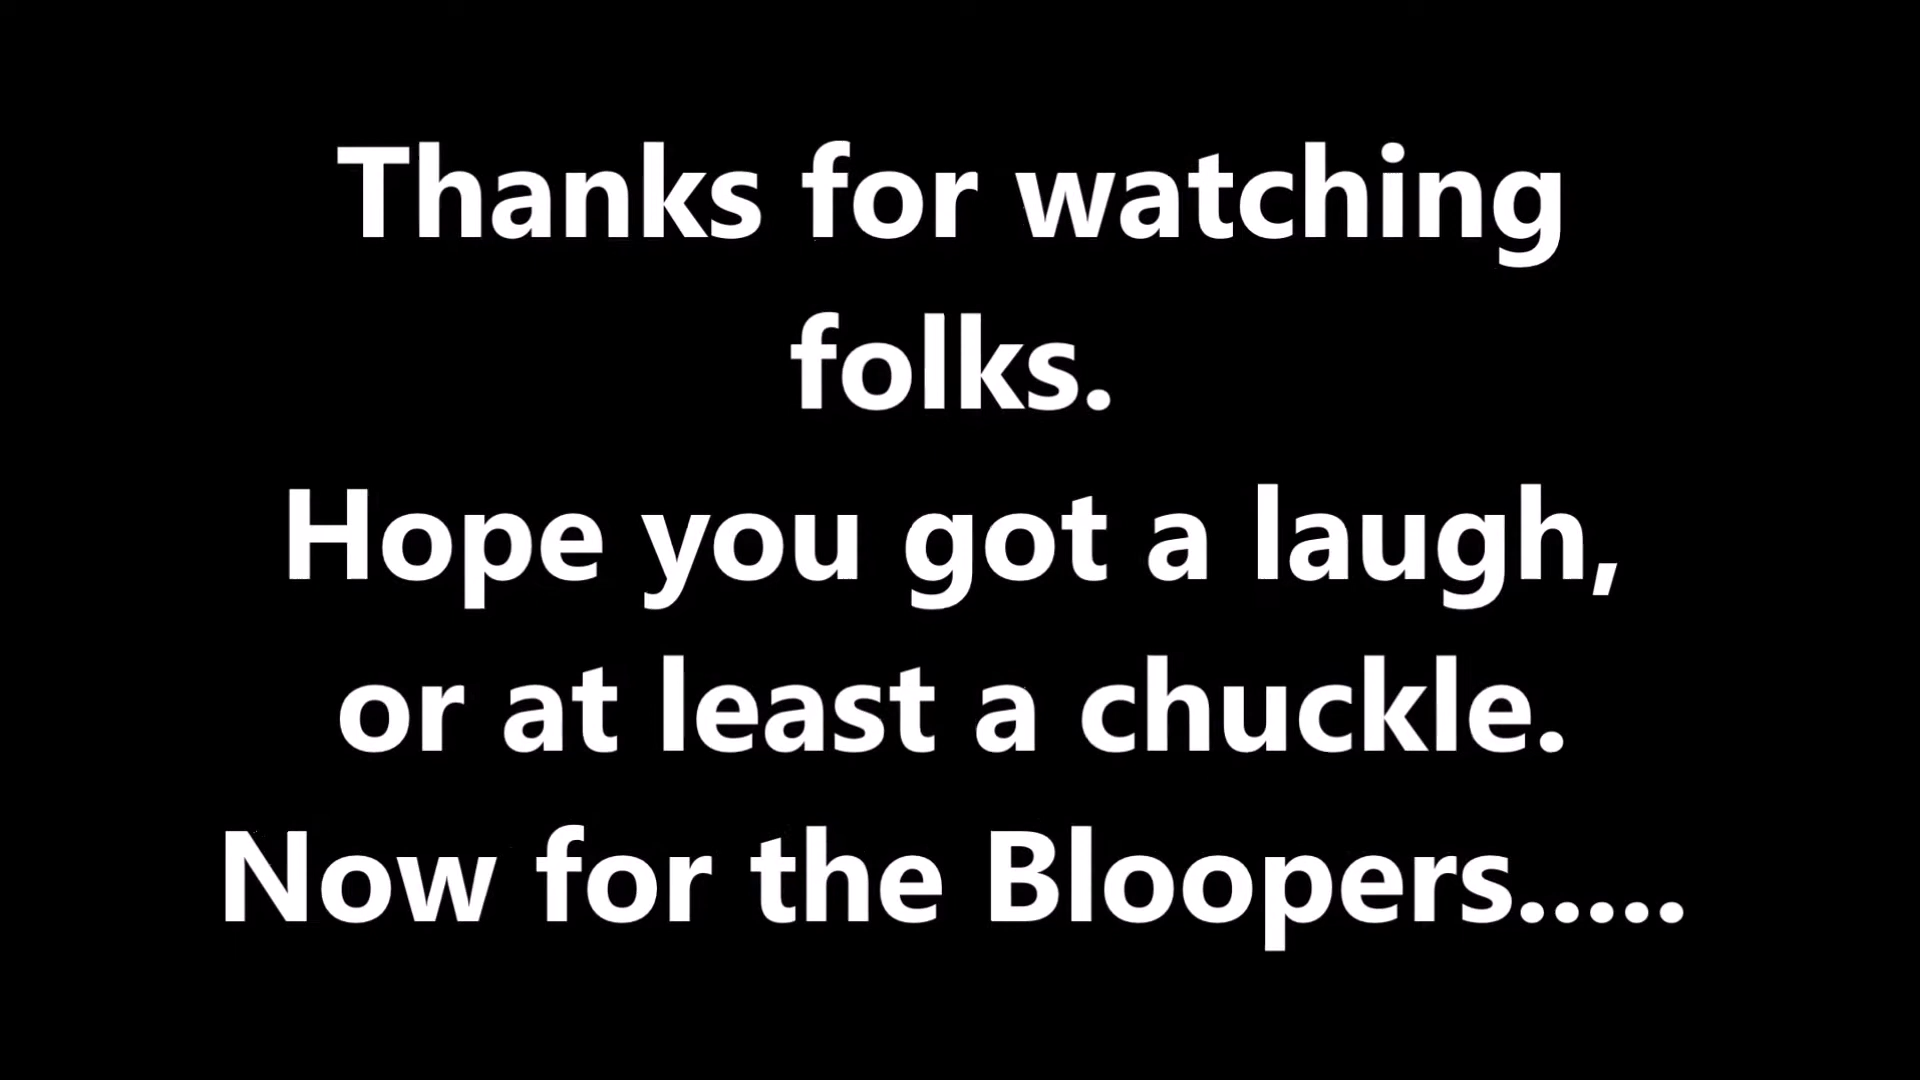 Thanks for watching
folks.
Hope you got a laugh,
or at least a chuckle.
Now for the Bloopers.....